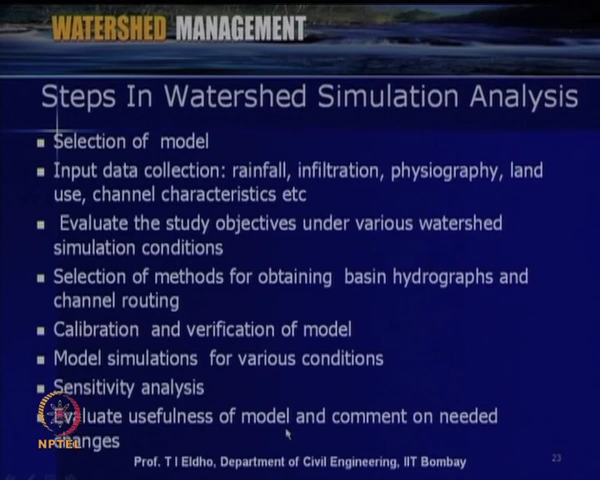 WATERSHED MANAGEMENT
Steps In Watershed Simulation Analysis
Selection of model
Input data collection: rainfall, infiltration, physiography, land
use, channel characteristics etc
Evaluate the study objectives under various watershed
simulation conditions
Selection of methods for obtaining basin hydrographs and
channel routing
Calibration and verification of model
Model simulations for various conditions
Sensitivity analysis
Evaluate usefulness of model and comment on needed
changes
NPTEL
Prof. T I Eldho, Department of Civil Engineering, IIT Bombay
23